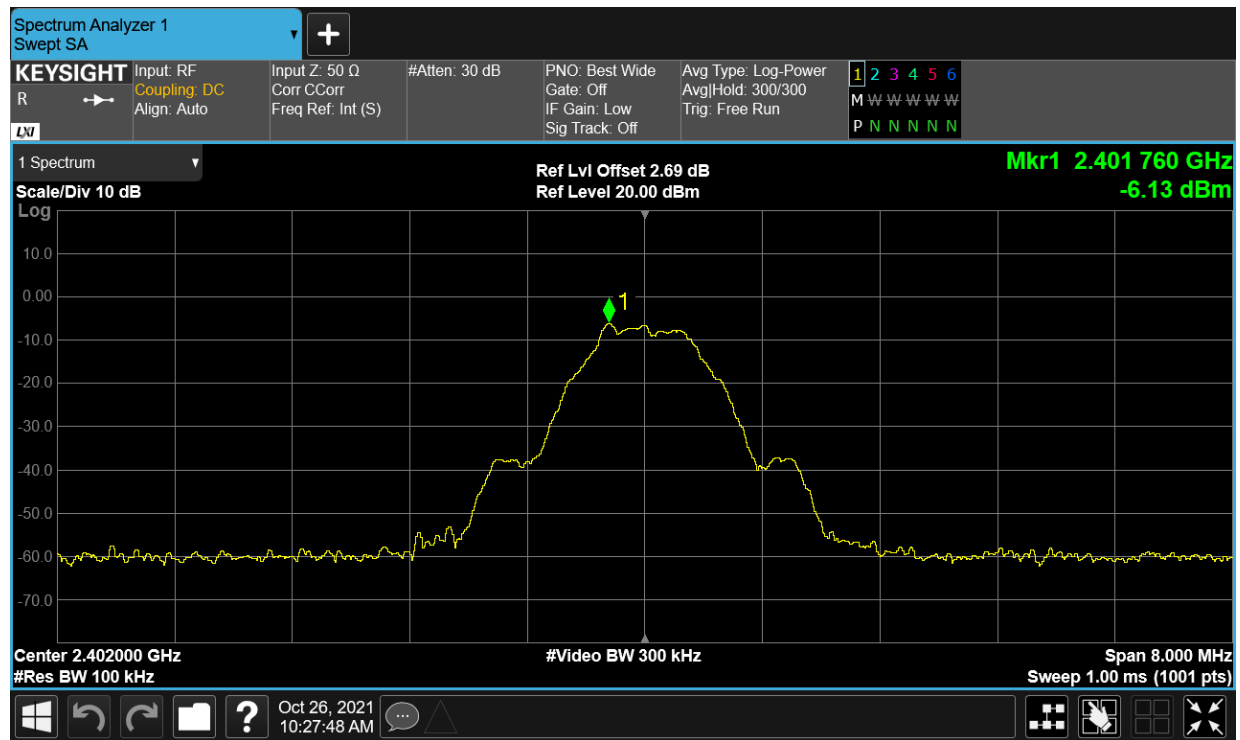 Spectrum Analyzer 1
Swept SA
+
KEYSIGHT
R
LXI
Input: RF
Coupling: DC
Align: Auto
Input Z: 50 Ω
Corr CCorr
Freq Ref: Int (S)
#Atten: 30 dB
PNO: Best Wide
Gate: Off
IF Gain: Low
Sig Track: Off
Avg Type: Log-Power
Avg|Hold: 300/300
Trig: Free Run
1 2 3 4 5 6
M W W W W W
P N N N N N N
1 Spectrum
Scale/Div 10 dB
Ref Lvl Offset 2.69 dB
Ref Level 20.00 dBm
Mkr1 2.401 760 GHz
-6.13 dBm
Log
10.0
0.00
-10.0
-20.0
-30.0
-40.0
-50.0
-60.0
-70.0
1
Center 2.402000 GHz
#Res BW 100 kHz
#Video BW 300 kHz
Span 8.000 MHz
Sweep 1.00 ms (1001 pts)
?
Oct 26, 2021
10:27:48 AM